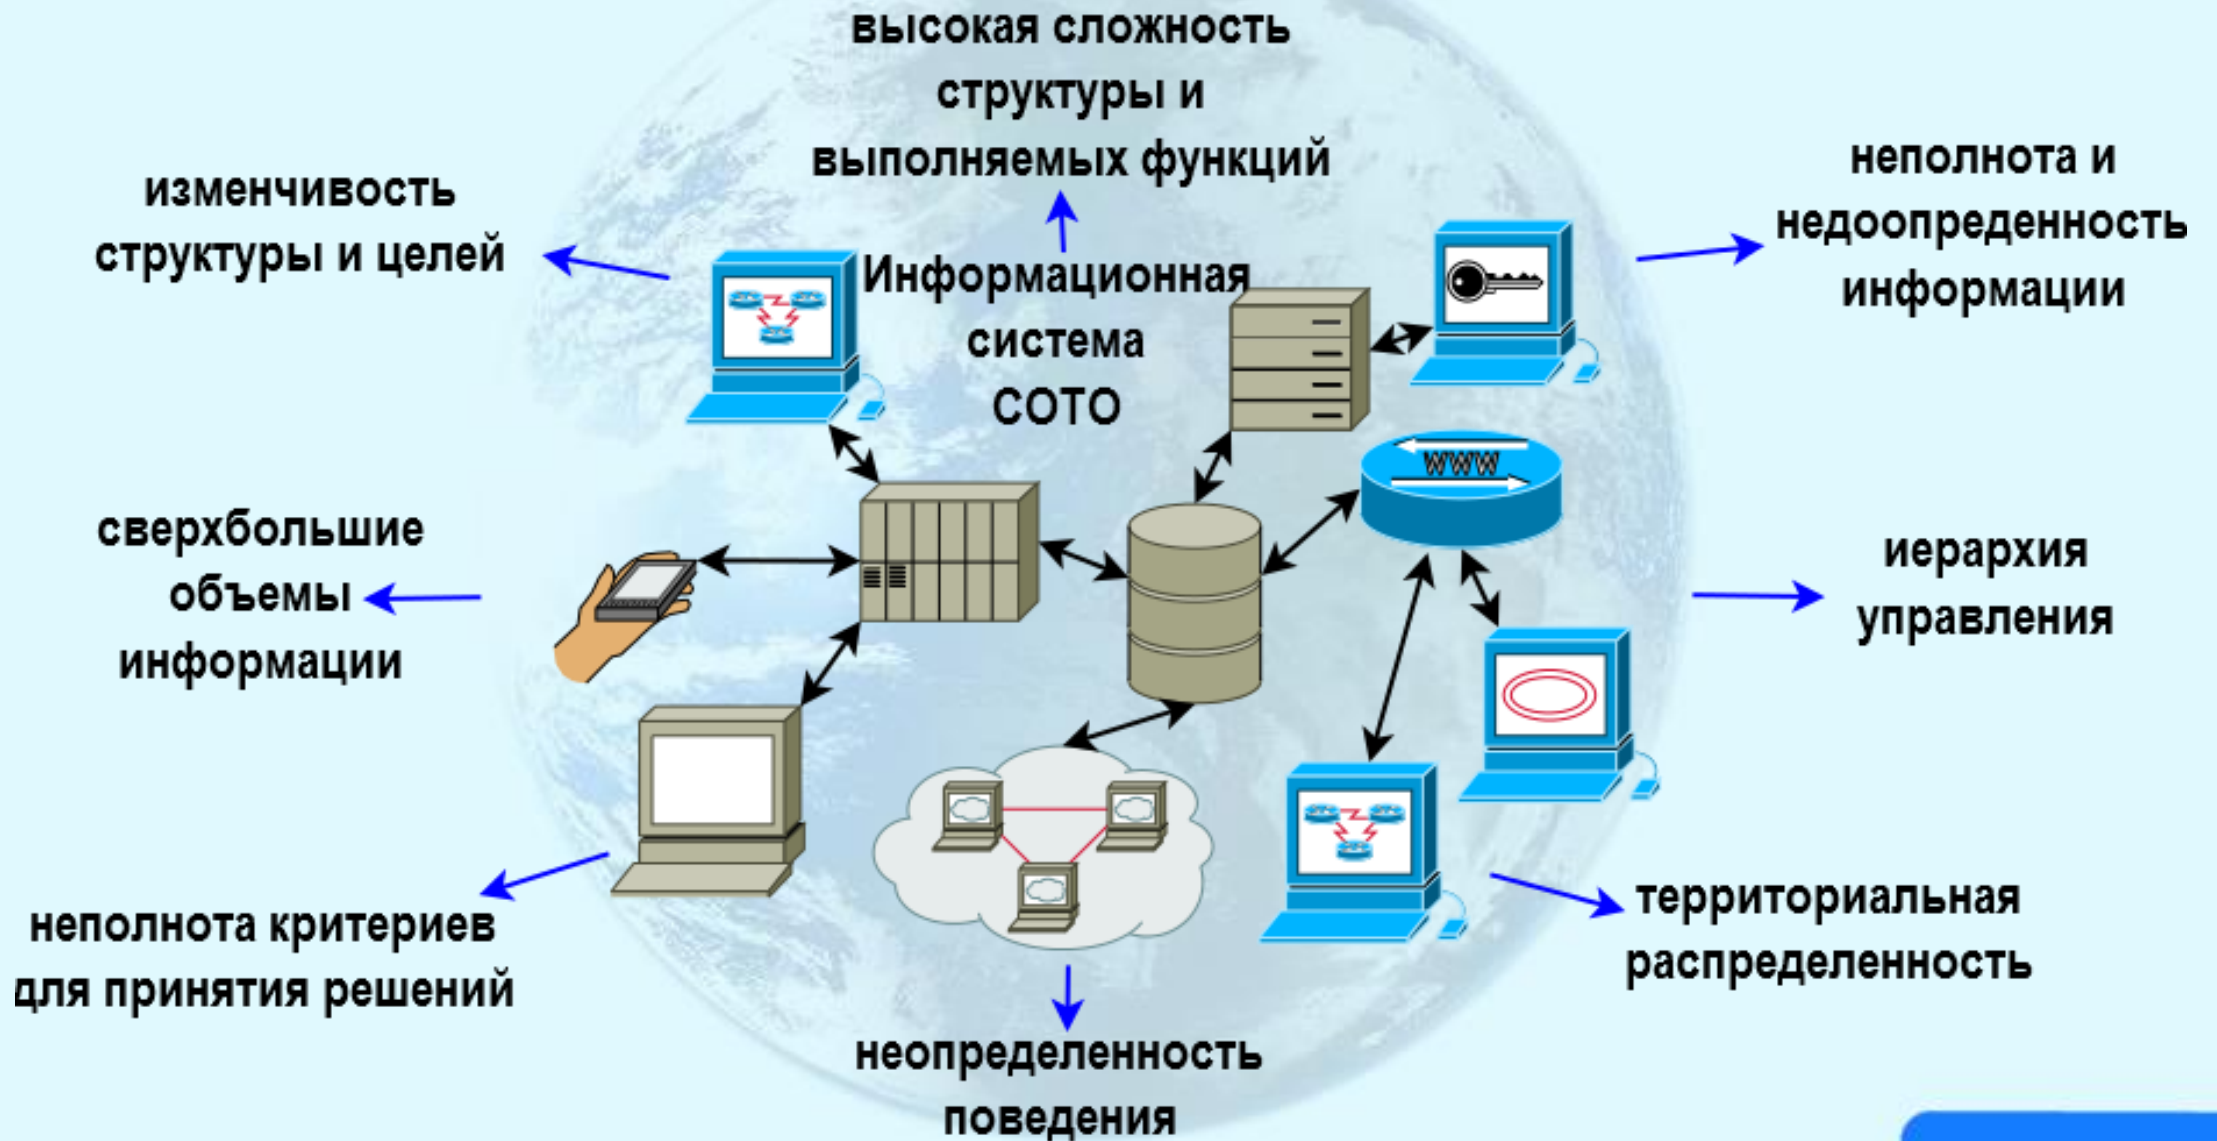 высокая сложность
структуры и
выполняемых функций
изменчивость
структуры и целей
неполнота и
недоопреденность
информации
Информационная
система
СОТО
www
сверхбольшие
объемы
информации
иерархия
управления
неполнота критериев
для принятия решений
территориальная
распределенность
неопределенность
поведения